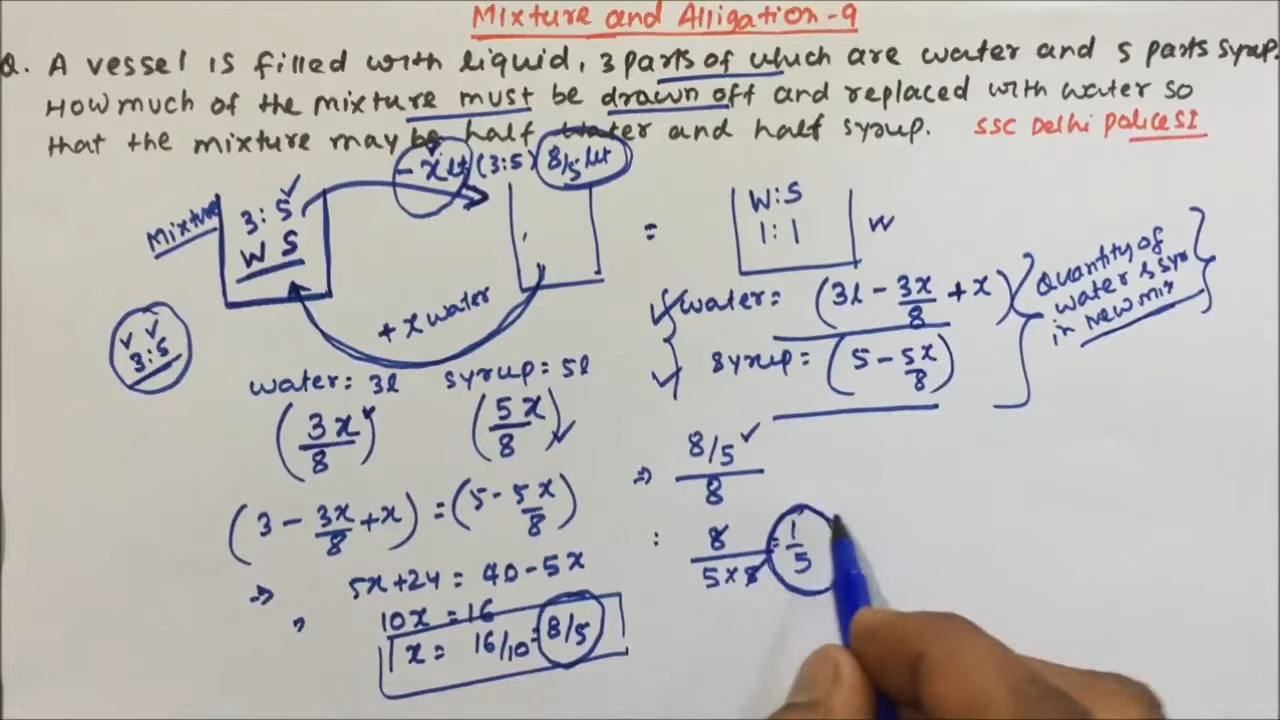 Mixture and Alligation-9
Q. A vessel is filled with liquid, 3 parts of which are water and 5 parts syrup.
How much of the mixture must be drawn off and replaced with water so
that the mixture may be half water and half syrup. SSC Delhi Police SI
- x lt (3:5) 8/5 lt
Mixture
3:5
W S
=
W:S
1:1
W
+ x water
3:5
water: 3l syrup = 5l
(3x/8) (5x/8)
water = (3l - 3x/8 + x)
syrup = (5 - 5x/8)
Quantity of
water & syr
in new mix
(3 - 3x/8 + x) = (5 - 5x/8)
⇒ 5x+24 = 40-5x
10x = 16
x = 16/10 = 8/5
⇒ 8/5
8
: 8/5×8 = 1/5